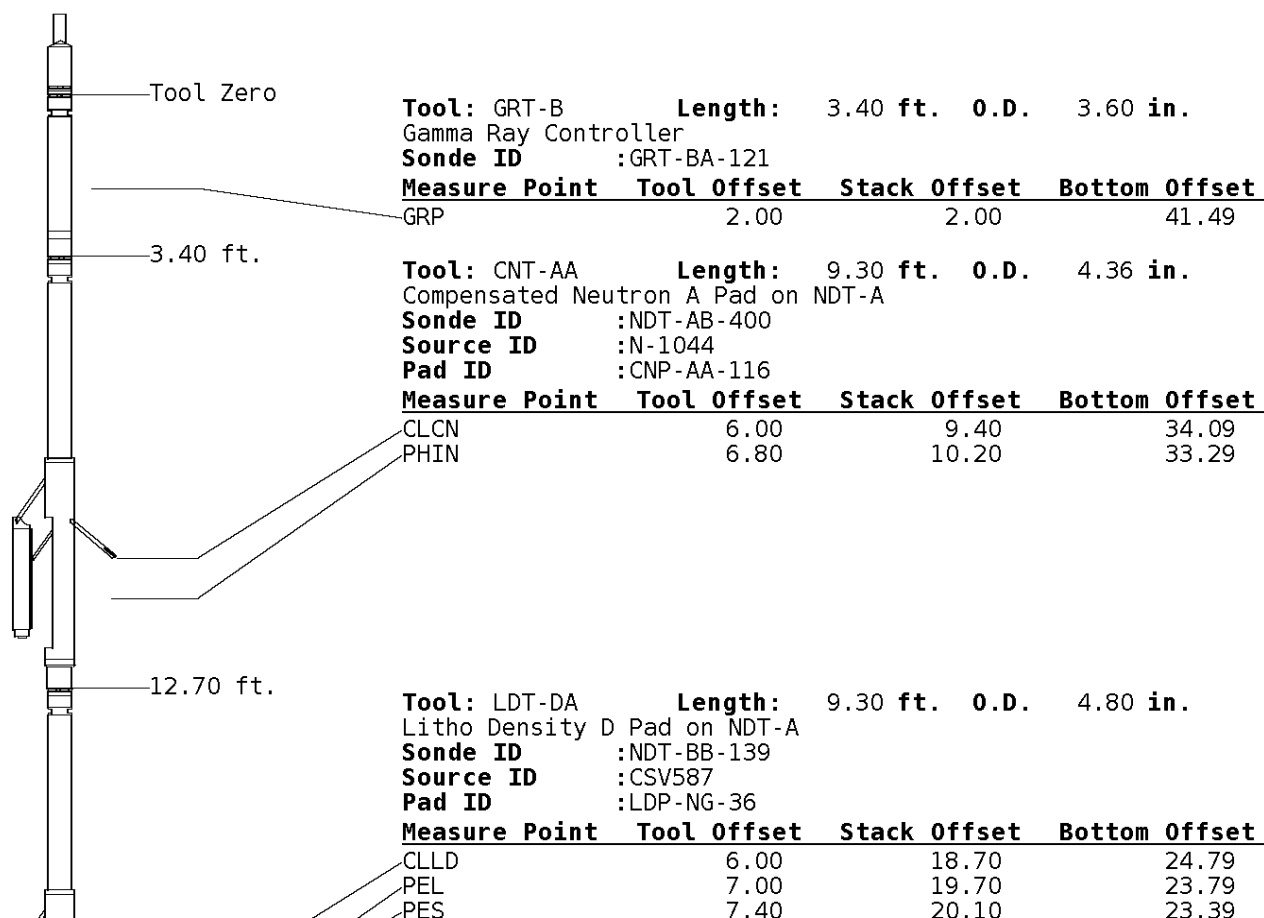 Tool Zero
Tool: GRT-B Length: 3.40 ft. O.D. 3.60 in.
Gamma Ray Controller
Sonde ID :GRT-BA-121
Measure Point Tool Offset Stack Offset Bottom Offset
GRP 2.00 2.00 41.49
3.40 ft.
Tool: CNT-AA Length: 9.30 ft. O.D. 4.36 in.
Compensated Neutron A Pad on NDT-A
Sonde ID :NDT-AB-400
Source ID :N-1044
Pad ID :CNP-AA-116
Measure Point Tool Offset Stack Offset Bottom Offset
CLCN 6.00 9.40 34.09
PHIN 6.80 10.20 33.29
12.70 ft.
Tool: LDT-DA Length: 9.30 ft. O.D. 4.80 in.
Litho Density D Pad on NDT-A
Sonde ID :NDT-BB-139
Source ID :CSV587
Pad ID :LDP-NG-36
Measure Point Tool Offset Stack Offset Bottom Offset
CLLD 6.00 18.70 24.79
PEL 7.00 19.70 23.79
PES 7.40 20.10 23.39